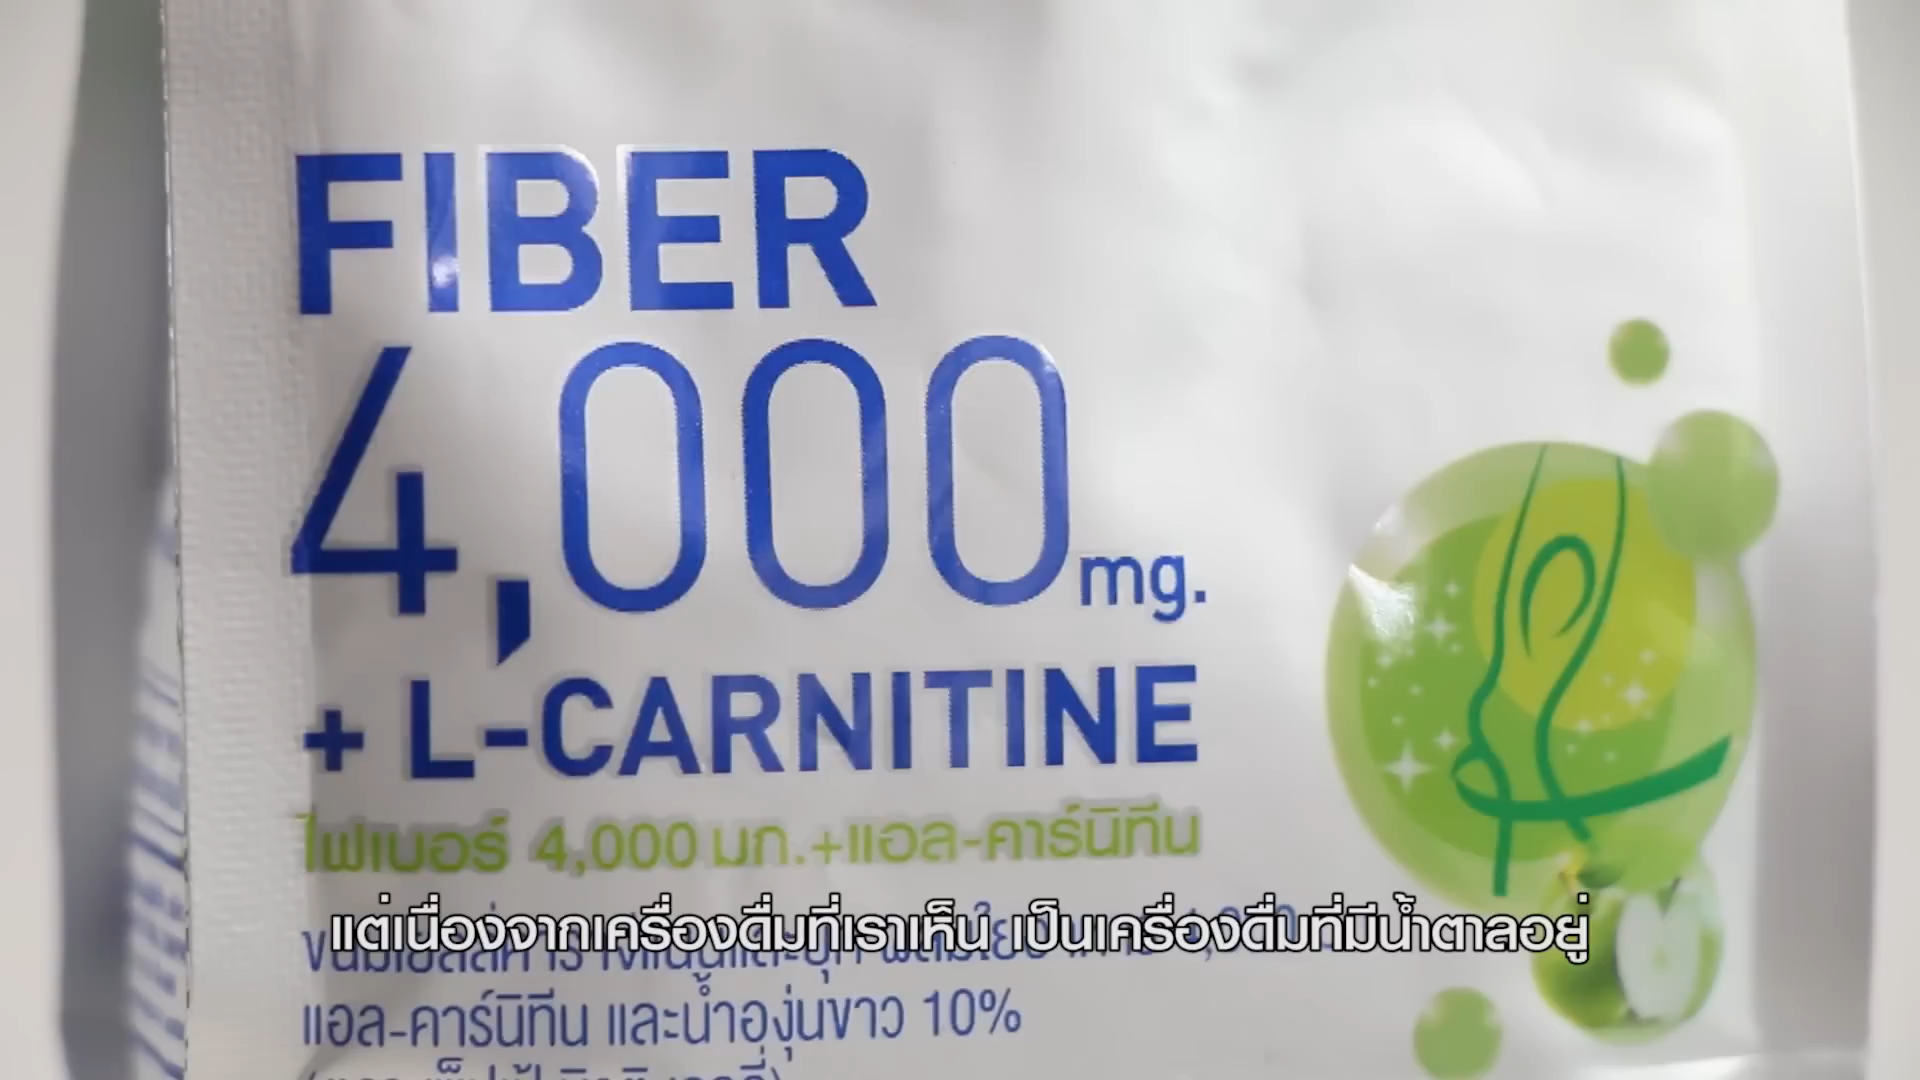 FIBER
4,000 mg.
+ L-CARNITINE
ไฟเบอร์ 4,000 มก.+แอล-คาร์นิทีน
แต่เนื่องจากเครื่องดื่มที่เราเห็น เป็นเครื่องดื่มที่มีน้ำตาลอยู่
แอล-คาร์นิทีน และน้ำองุ่นขาว 10%